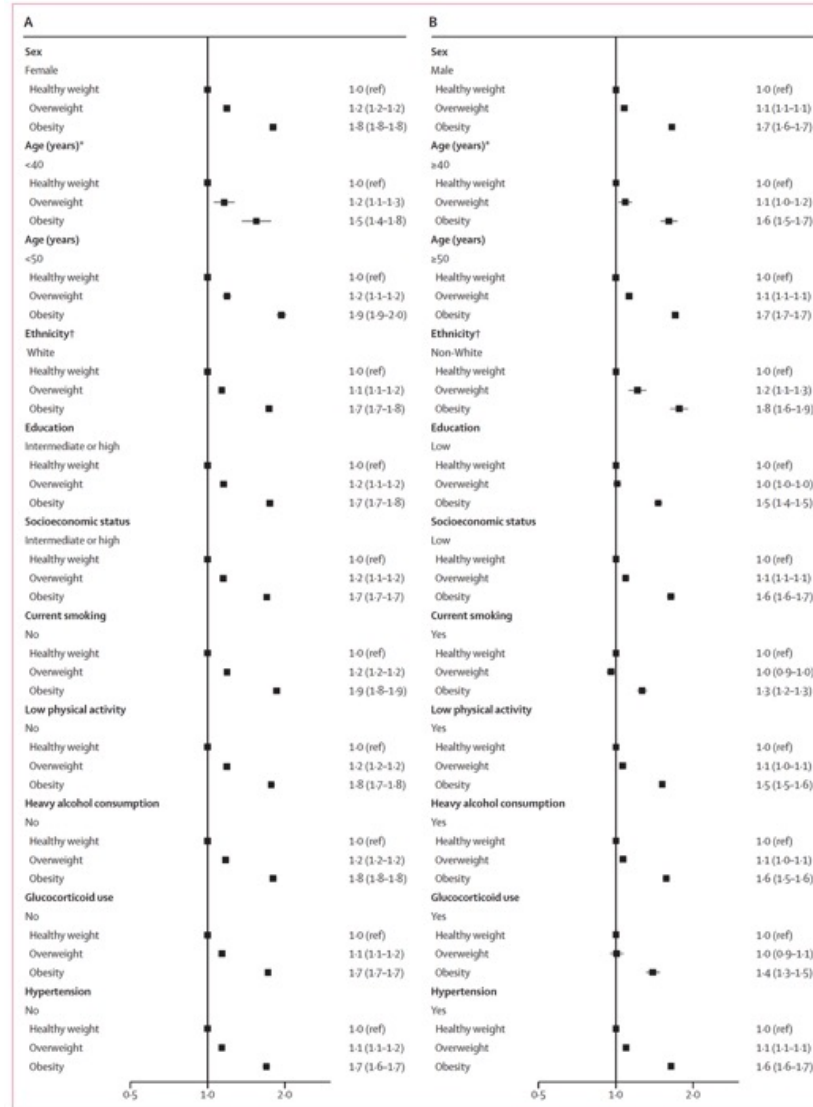 A
Sex
Female
Healthy weight 1·0 (ref)
Overweight 1·2 (1·2–1·2)
Obesity 1·8 (1·8–1·8)
Age (years)*
<40
Healthy weight 1·0 (ref)
Overweight 1·2 (1·1–1·3)
Obesity 1·5 (1·4–1·8)
Age (years)
<50
Healthy weight 1·0 (ref)
Overweight 1·2 (1·1–1·2)
Obesity 1·9 (1·9–2·0)
Ethnicity†
White
Healthy weight 1·0 (ref)
Overweight 1·1 (1·1–1·2)
Obesity 1·7 (1·7–1·8)
Education
Intermediate or high
Healthy weight 1·0 (ref)
Overweight 1·2 (1·1–1·2)
Obesity 1·7 (1·7–1·8)
Socioeconomic status
Intermediate or high
Healthy weight 1·0 (ref)
Overweight 1·2 (1·1–1·2)
Obesity 1·7 (1·7–1·7)
Current smoking
No
Healthy weight 1·0 (ref)
Overweight 1·2 (1·2–1·2)
Obesity 1·9 (1·8–1·9)
Low physical activity
No
Healthy weight 1·0 (ref)
Overweight 1·2 (1·2–1·2)
Obesity 1·8 (1·7–1·8)
Heavy alcohol consumption
No
Healthy weight 1·0 (ref)
Overweight 1·2 (1·2–1·2)
Obesity 1·8 (1·8–1·8)
Glucocorticoid use
No
Healthy weight 1·0 (ref)
Overweight 1·1 (1·1–1·2)
Obesity 1·7 (1·7–1·7)
Hypertension
No
Healthy weight 1·0 (ref)
Overweight 1·1 (1·1–1·2)
Obesity 1·7 (1·6–1·7)
0·5 1·0 2·0
B
Sex
Male
Healthy weight 1·0 (ref)
Overweight 1·1 (1·1–1·1)
Obesity 1·7 (1·6–1·7)
Age (years)*
≥40
Healthy weight 1·0 (ref)
Overweight 1·1 (1·0–1·2)
Obesity 1·6 (1·5–1·7)
Age (years)
≥50
Healthy weight 1·0 (ref)
Overweight 1·1 (1·1–1·1)
Obesity 1·7 (1·7–1·7)
Ethnicity†
Non-White
Healthy weight 1·0 (ref)
Overweight 1·2 (1·1–1·3)
Obesity 1·8 (1·6–1·9)
Education
Low
Healthy weight 1·0 (ref)
Overweight 1·0 (1·0–1·0)
Obesity 1·5 (1·4–1·5)
Socioeconomic status
Low
Healthy weight 1·0 (ref)
Overweight 1·1 (1·1–1·1)
Obesity 1·6 (1·6–1·7)
Current smoking
Yes
Healthy weight 1·0 (ref)
Overweight 1·0 (0·9–1·0)
Obesity 1·3 (1·2–1·3)
Low physical activity
Yes
Healthy weight 1·0 (ref)
Overweight 1·1 (1·0–1·1)
Obesity 1·5 (1·5–1·6)
Heavy alcohol consumption
Yes
Healthy weight 1·0 (ref)
Overweight 1·1 (1·0–1·1)
Obesity 1·6 (1·5–1·6)
Glucocorticoid use
Yes
Healthy weight 1·0 (ref)
Overweight 1·0 (0·9–1·1)
Obesity 1·4 (1·3–1·5)
Hypertension
Yes
Healthy weight 1·0 (ref)
Overweight 1·1 (1·1–1·1)
Obesity 1·6 (1·6–1·7)
0·5 1·0 2·0